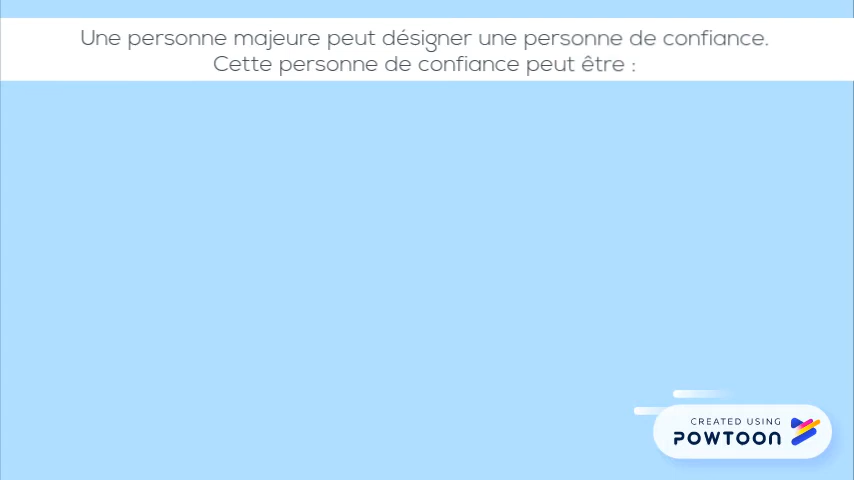 Une personne majeure peut désigner une personne de confiance.
Cette personne de confiance peut être :
CREATED USING
POWTOON